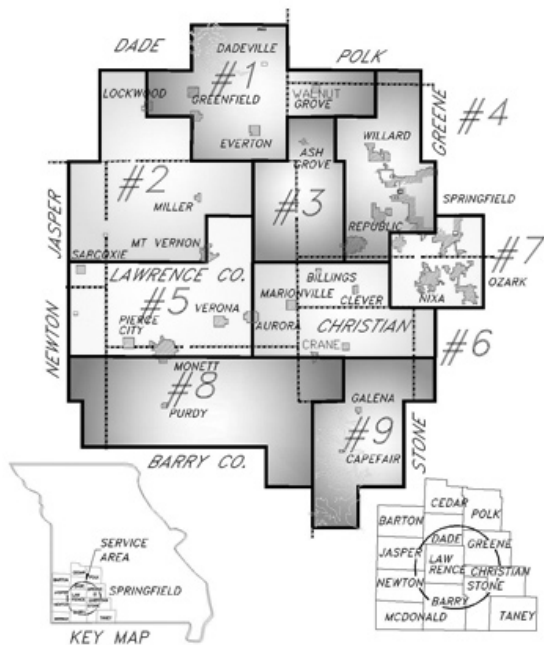 DADE
POLK
DADEVILLE
#1
LOCKWOOD
GREENFIELD
WALNUT
GROVE
EVERTON
GREENE
#4
WILLARD
ASH
GROVE
#2
#3
SPRINGFIELD
JASPER
MILLER
REPUBLIC
MT VERNON
#7
SARCOXIE
LAWRENCE CO.
BILLINGS
OZARK
MARIONVILLE
CLEVER
NIXA
#5
VERONA
PIERCE
CITY
AURORA
CHRISTIAN
NEWTON
CRANE
#6
MONETT
#8
GALENA
PURDY
#9
CAPEFAIR
STONE
BARRY CO.
SERVICE
AREA
SPRINGFIELD
KEY MAP
CEDAR
POLK
BARTON
DADE
GREENE
JASPER
LAW
RENCE
CHRISTIAN
NEWTON
STONE
BARRY
MCDONALD
TANEY